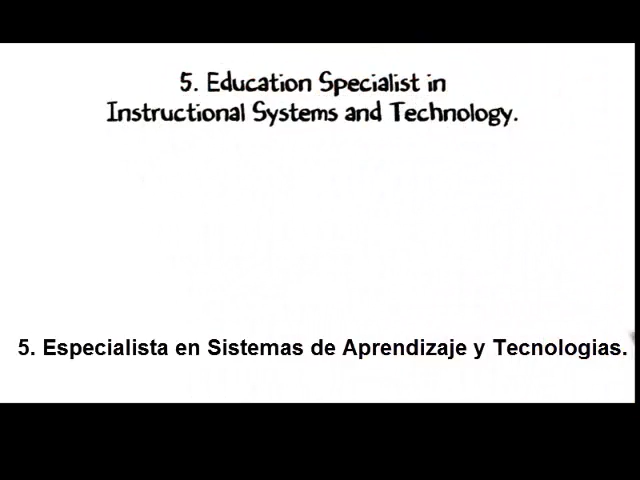 5. Education Specialist in
Instructional Systems and Technology.
5. Especialista en Sistemas de Aprendizaje y Tecnologias.